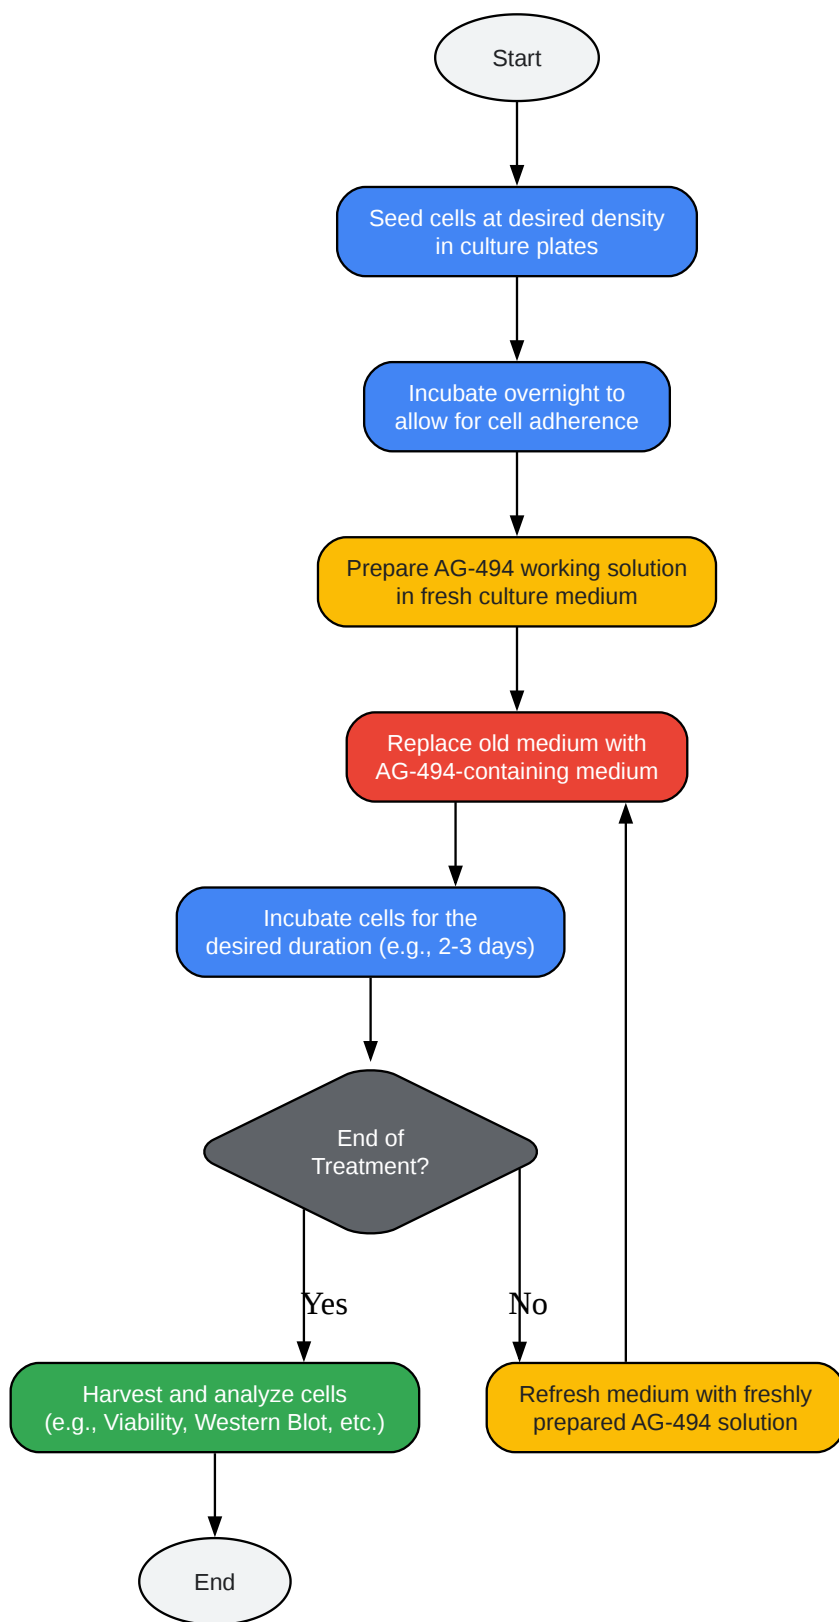 Start
Seed cells at desired density
in culture plates
Incubate overnight to
allow for cell adherence
Prepare AG-494 working solution
in fresh culture medium
Replace old medium with
AG-494-containing medium
Incubate cells for the
desired duration (e.g., 2-3 days)
End of
Treatment?
Yes
No
Harvest and analyze cells
(e.g., Viability, Western Blot, etc.)
Refresh medium with freshly
prepared AG-494 solution
End